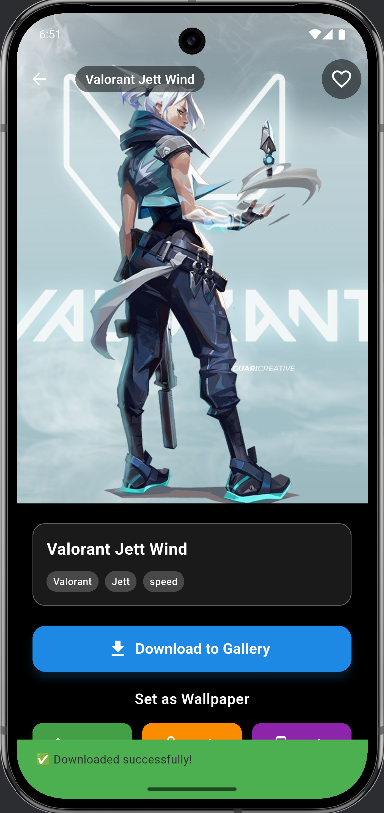 6:51
Valorant Jett Wind
VALORANT
GUARICREATIVE
Valorant Jett Wind
Valorant Jett speed
Download to Gallery
Set as Wallpaper
✅ Downloaded successfully!